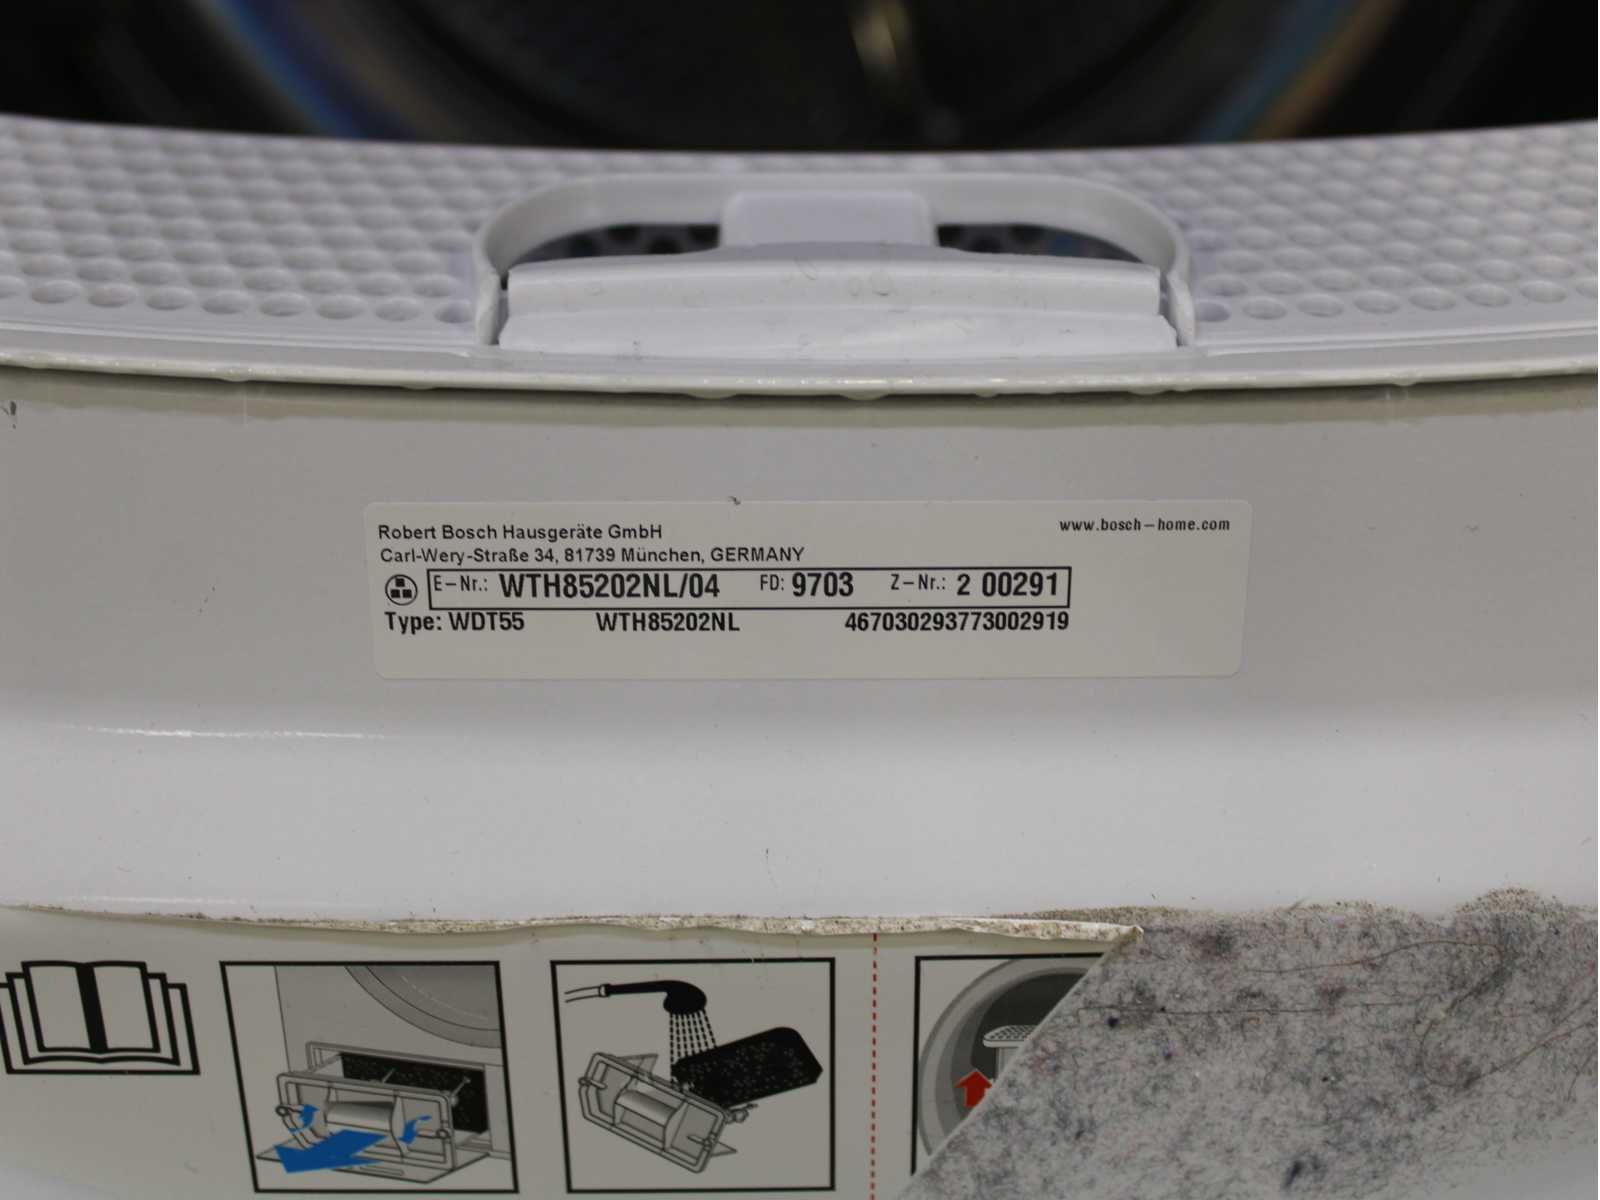 Robert Bosch Hausgeräte GmbH
www.bosch-home.com
Carl-Wery-Straße 34, 81739 München, GERMANY
E-Nr.: WTH85202NL/04 FD: 9703 Z-Nr.: 2 00291
Type: WDT55 WTH85202NL 467030293773002919